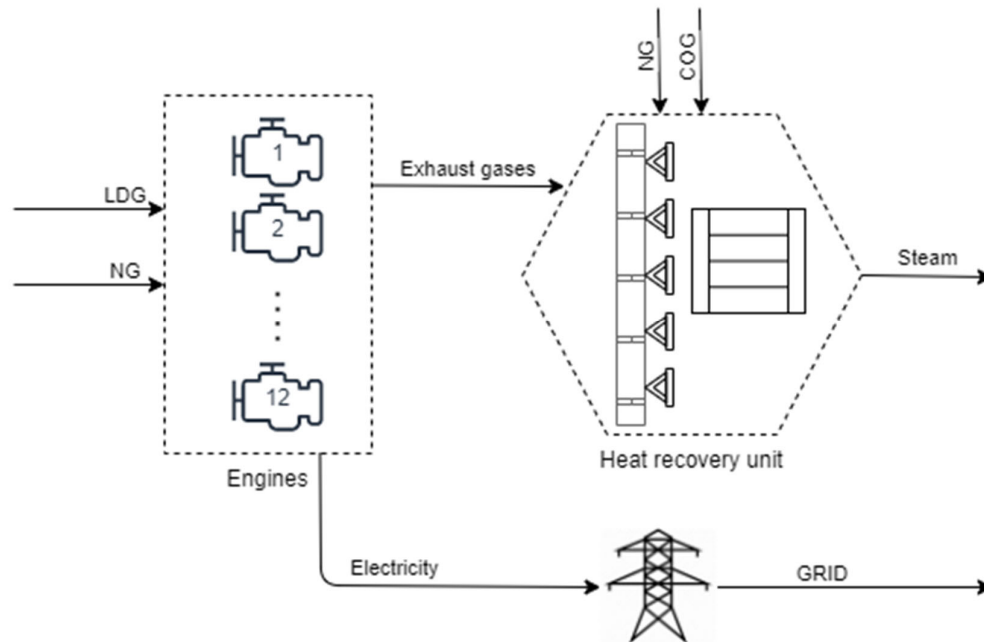 NG
COG
1
Exhaust gases
LDG
2
Steam
NG
12
Heat recovery unit
Engines
Electricity
GRID